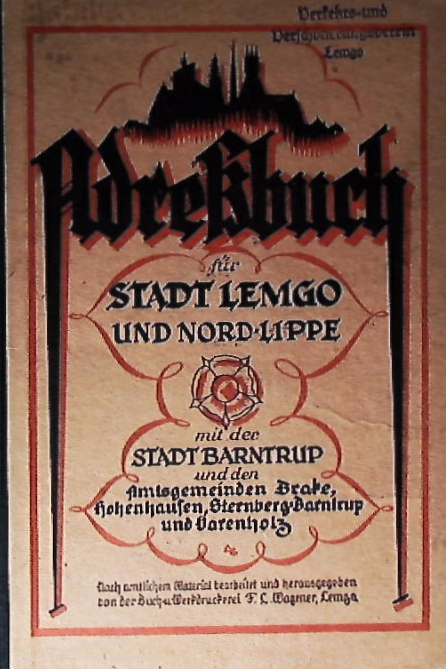 Verkehrs-und
Verschönerungsverein
Lemgo
Adreßbuch
für
STADT LEMGO
UND NORD-LIPPE
mit der
STADT BARNTRUP
und den
Amtsgemeinden Brake,
Hohenhausen, Sternberg-Barntrup
und Varenholz
Nach amtlichem Material bearbeitet und herausgegeben
von der Buch-u. Werkdruckerei F. L. Wagener, Lemgo